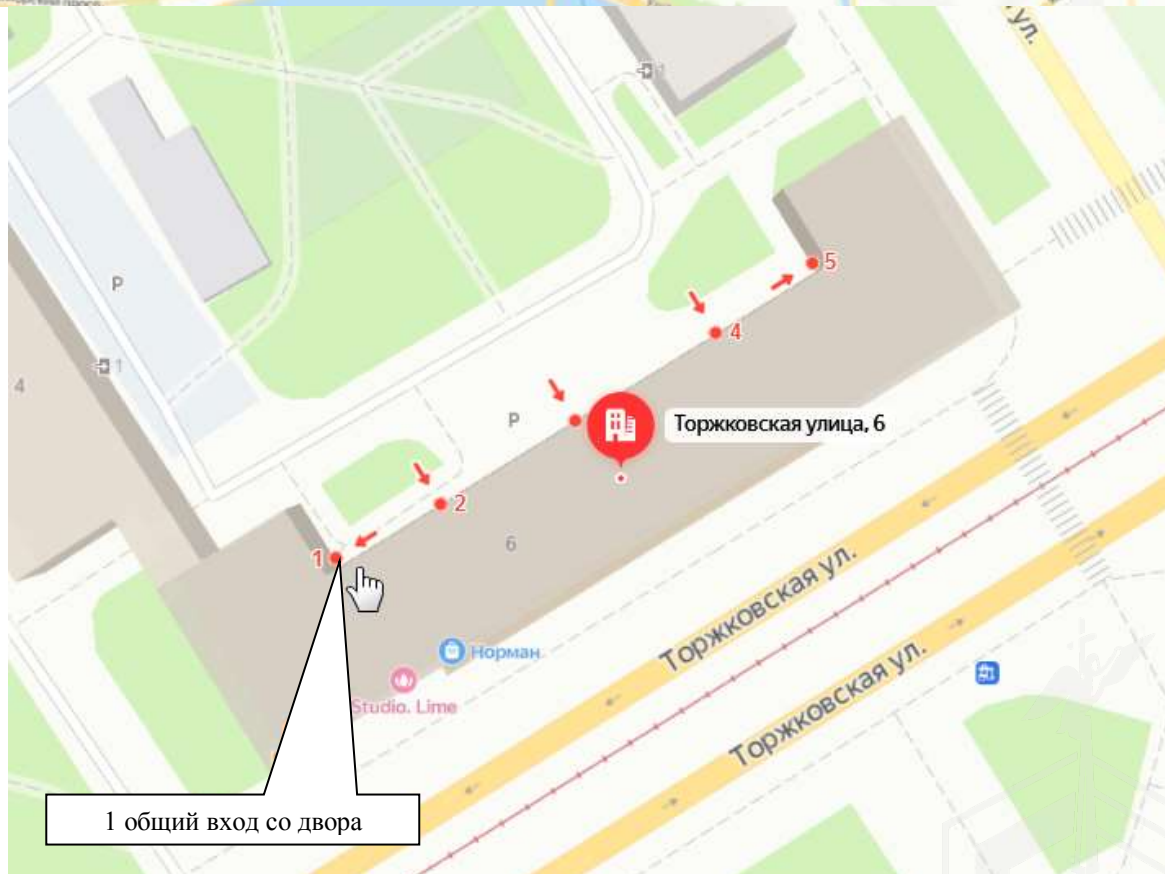 ул.
1
P
5
1
4
4
P
Торжковская улица, 6
2
6
1
Торжковская ул.
Норман
Studio. Lime
Торжковская ул.
1 общий вход со двора